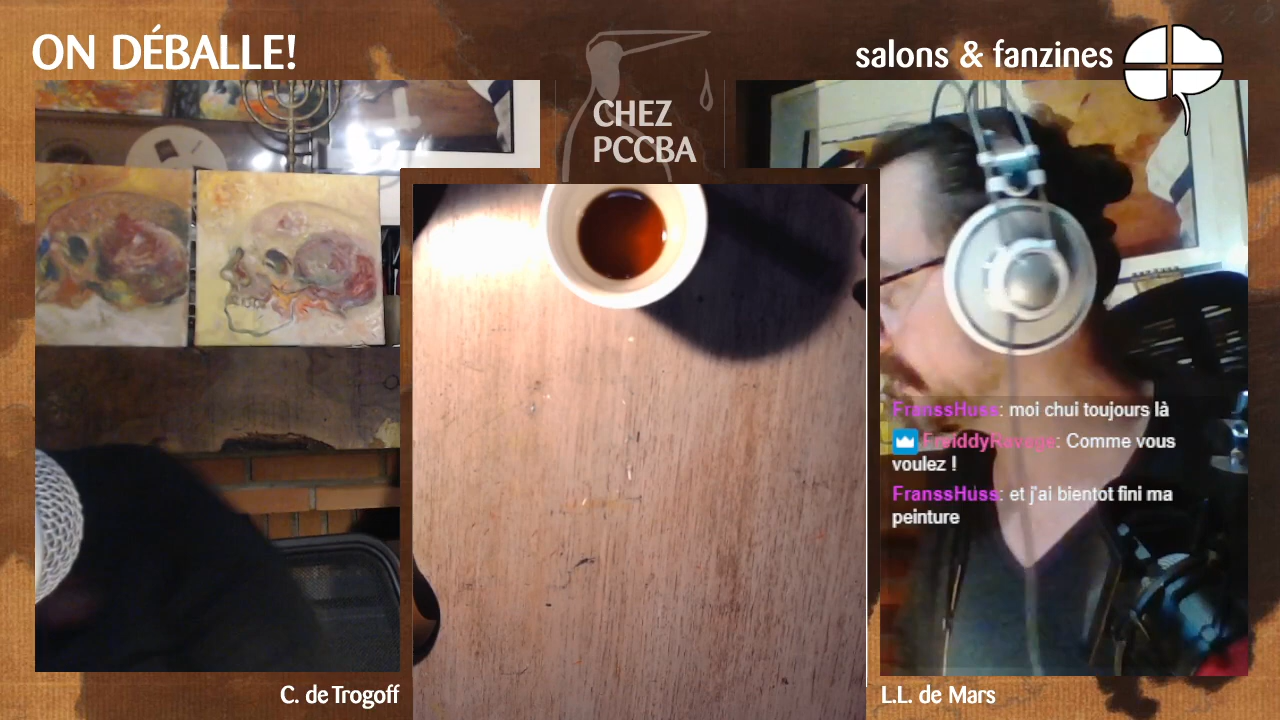 ON DÉBALLE!
salons & fanzines
CHEZ
PCCBA
FranssHuss: moi chui toujours là
FreiddyRavage: Comme vous
voulez !
FranssHuss: et j'ai bientot fini ma
peinture
C. de Trogoff
L.L. de Mars